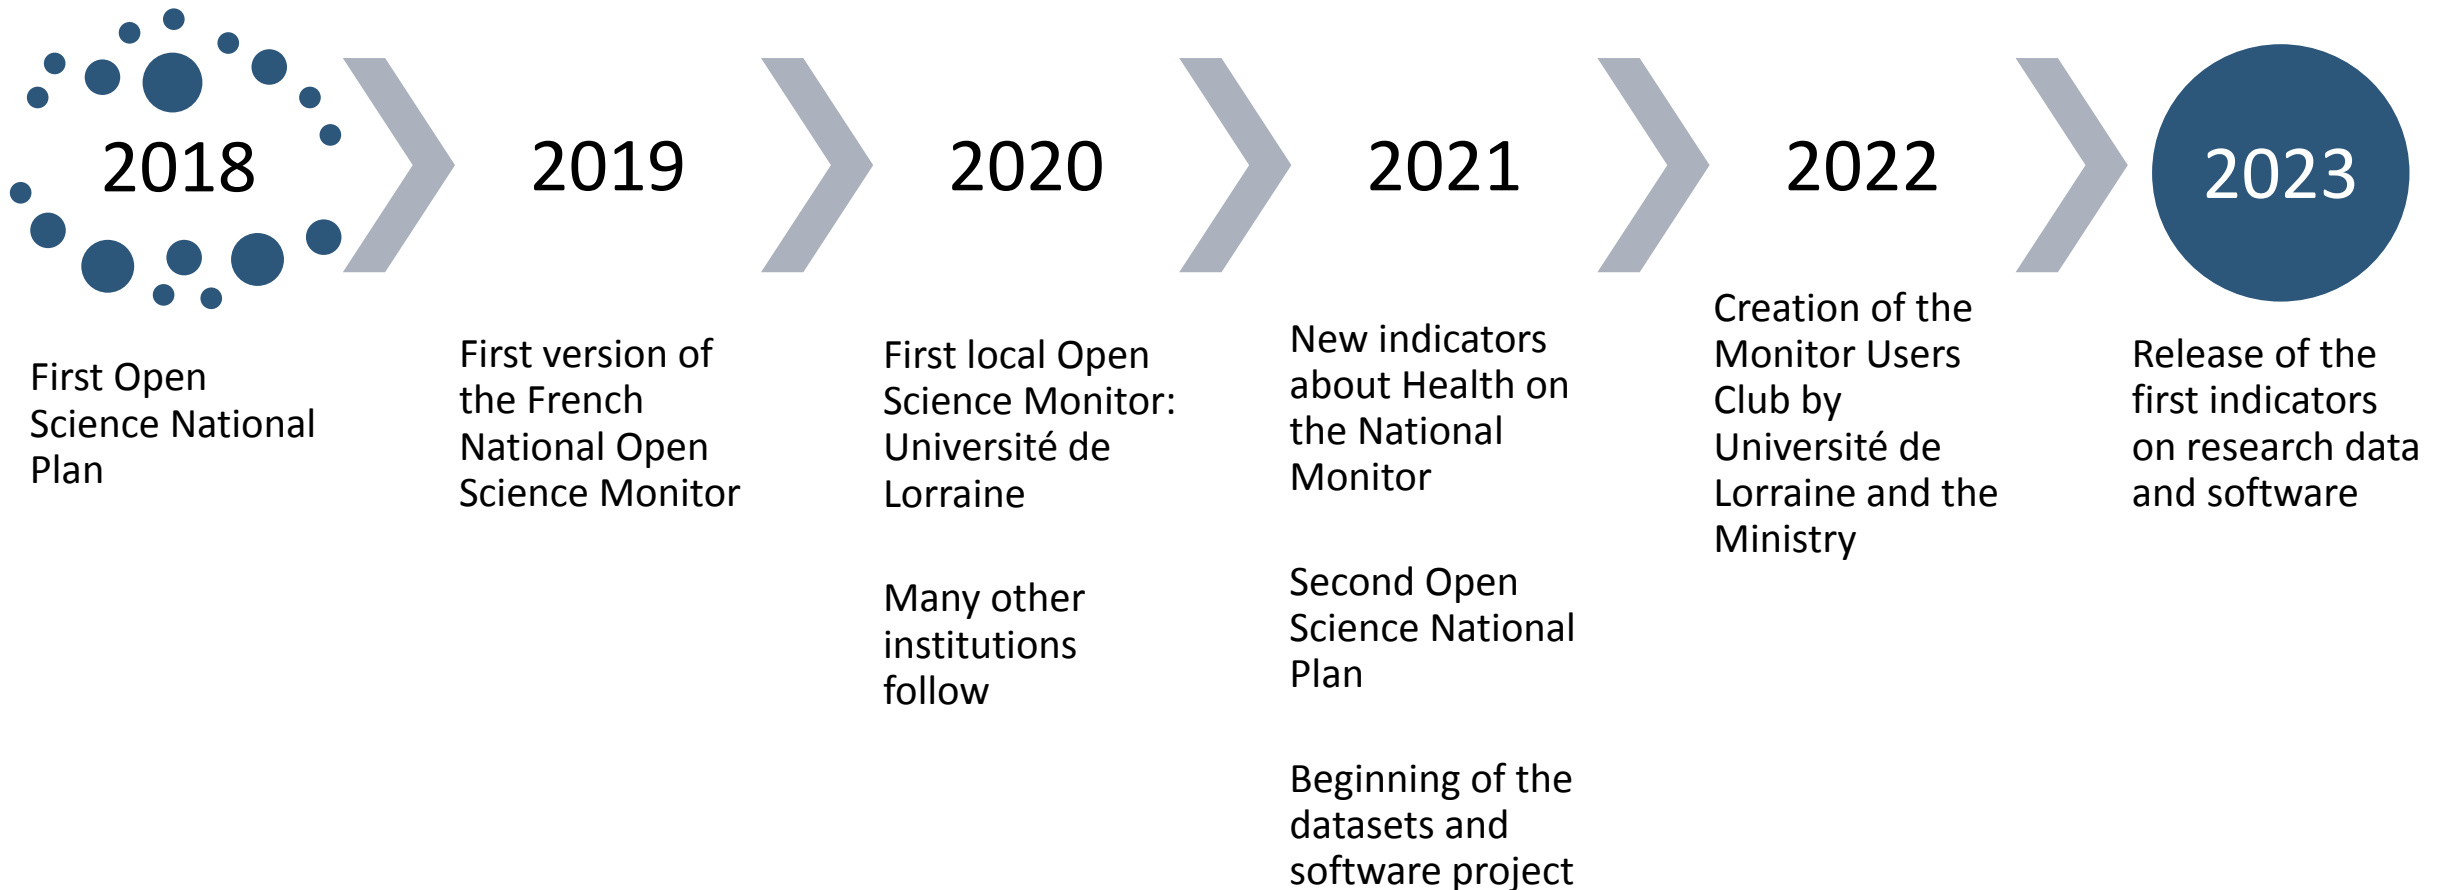 2018
First Open
Science National
Plan
2019
First version of
the French
National Open
Science Monitor
2020
First local Open
Science Monitor:
Université de
Lorraine
Many other
institutions
follow
2021
New indicators
about Health on
the National
Monitor
Second Open
Science National
Plan
Beginning of the
datasets and
software project
2022
Creation of the
Monitor Users
Club by
Université de
Lorraine and the
Ministry
2023
Release of the
first indicators
on research data
and software